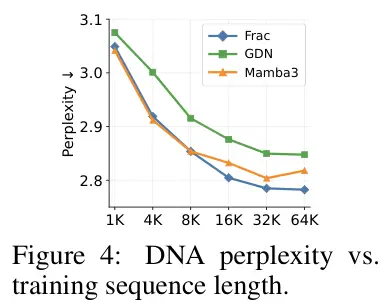 3.1
3.0
2.9
2.8
Perplexity ↓
Frac
GDN
Mamba3
1K 4K 8K 16K 32K 64K
Figure 4: DNA perplexity vs.
training sequence length.